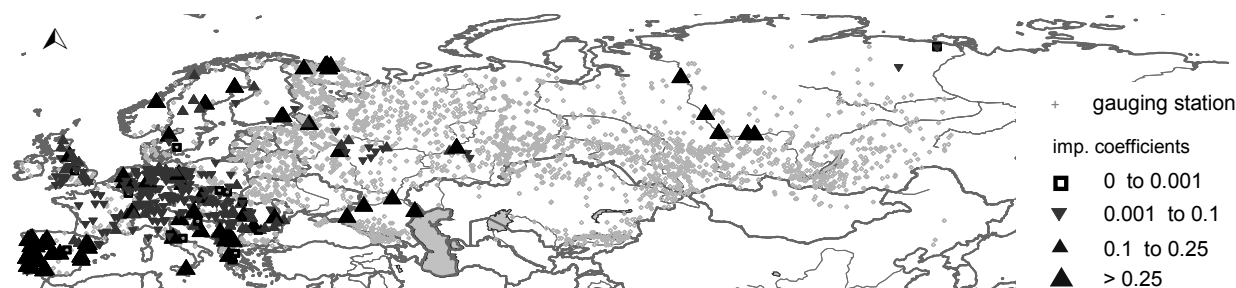 gauging station
imp. coefficients
0 to 0.001
0.001 to 0.1
0.1 to 0.25
> 0.25